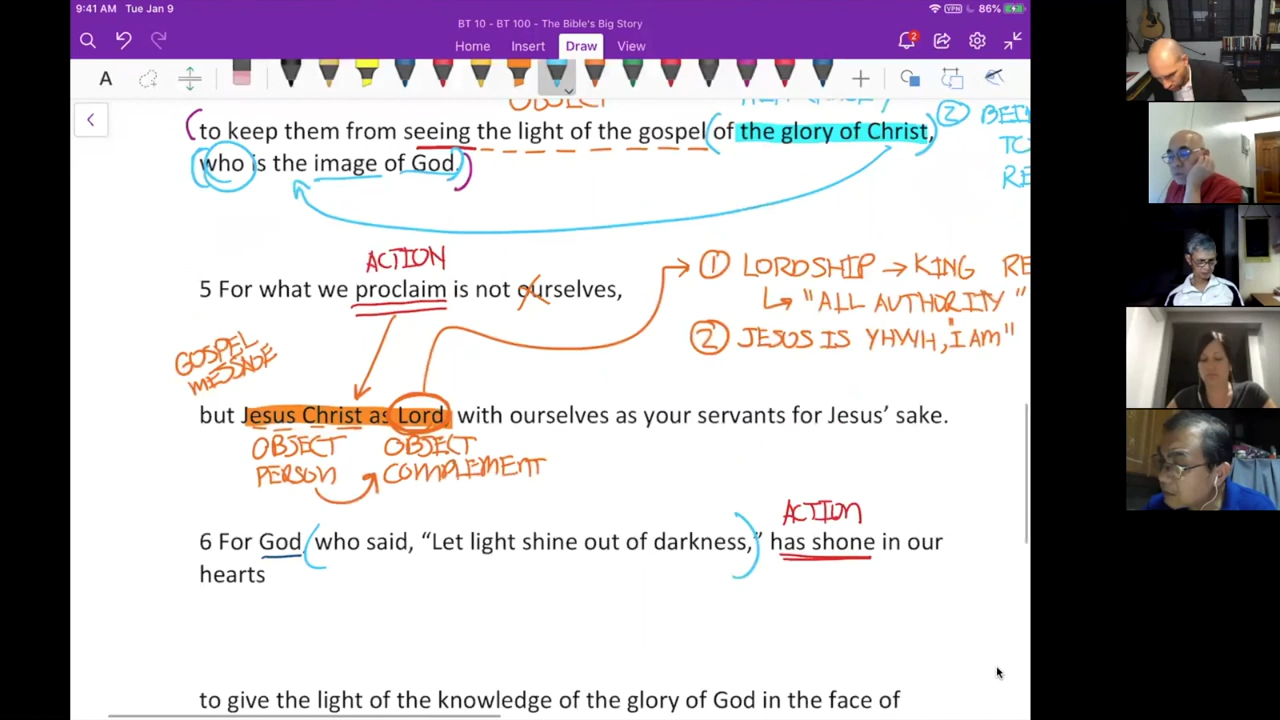 9:41 AM Tue Jan 9
86%
BT 10 - BT 100 - The Bible's Big Story
Home Insert Draw View
2
A
OBJECT
to keep them from seeing the light of the gospel of the glory of Christ,
② BEI
TO
RE
who is the image of God.
ACTION
5 For what we proclaim is not ourselves,
① LORDSHIP → KING RE
↳ "ALL AUTHORITY"
② JESUS IS YHWH, "I AM"
GOSPEL
MESSAGE
but Jesus Christ as Lord, with ourselves as your servants for Jesus’ sake.
OBJECT OBJECT
PERSON COMPLEMENT
ACTION
6 For God, who said, “Let light shine out of darkness,” has shone in our
hearts
to give the light of the knowledge of the glory of God in the face of